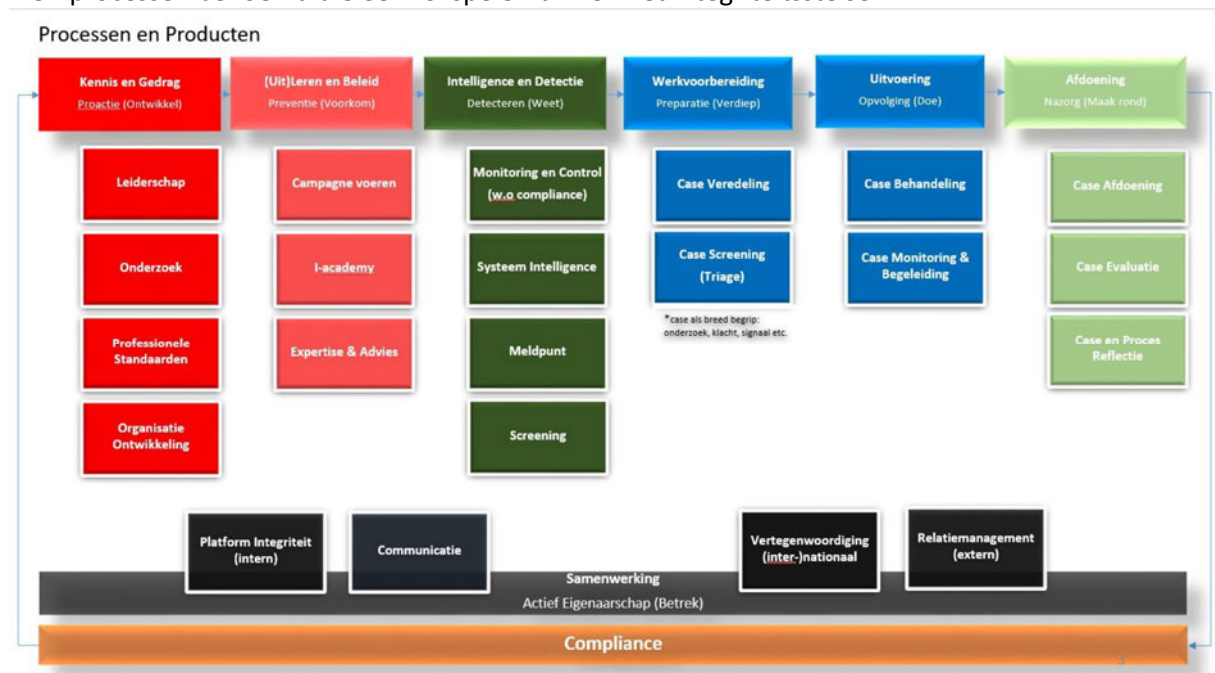 Processen en Producten
Kennis en Gedrag
Proactie (Ontwikkel)
(Uit)Leren en Beleid
Preventie (Voorkom)
Intelligence en Detectie
Detecteren (Weet)
Werkvoorbereiding
Preparatie (Verdiep)
Uitvoering
Opvolging (Doe)
Afdoening
Nazorg (Maak rond)
Leiderschap
Onderzoek
Professionele
Standaarden
Organisatie
Ontwikkeling
Campagne voeren
I-academy
Expertise & Advies
Monitoring en Control
(w.o compliance)
Systeem Intelligence
Meldpunt
Screening
Case Veredeling
Case Screening
(Triage)
*case als breed begrip:
onderzoek, klacht, signaal etc.
Case Behandeling
Case Monitoring &
Begeleiding
Case Afdoening
Case Evaluatie
Case en Proces
Reflectie
Platform Integriteit
(intern)
Communicatie
Vertegenwoordiging
(inter-)nationaal
Relatiemanagement
(extern)
Samenwerking
Actief Eigenaarschap (Betrek)
Compliance
3